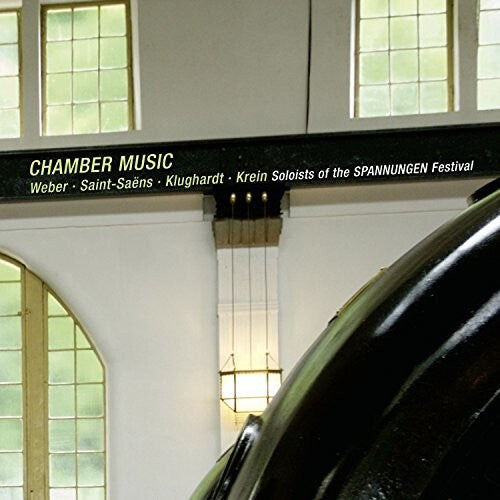 CHAMBER MUSIC
Weber · Saint-Saëns · Klughardt · Krein Soloists of the SPANNUNGEN Festival